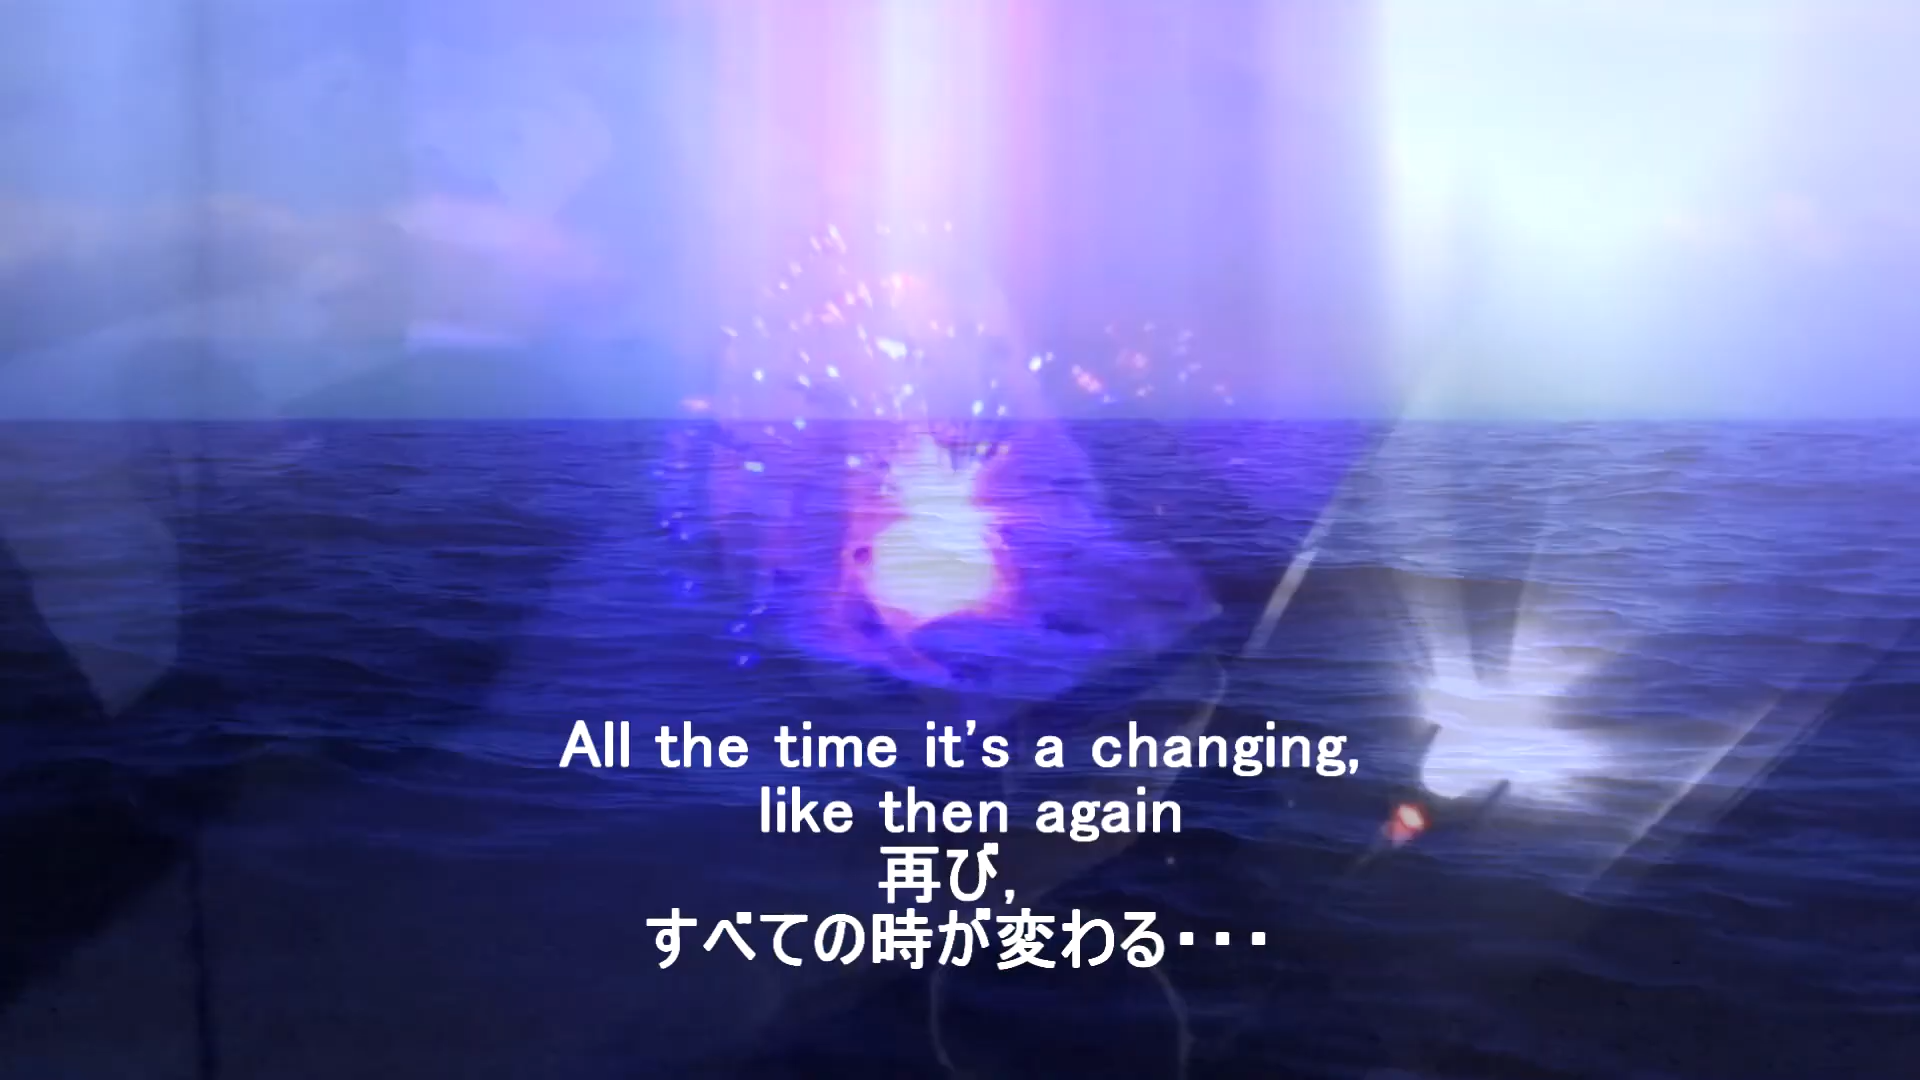 All the time it's a changing,
like then again
再び,
すべての時が変わる･･･